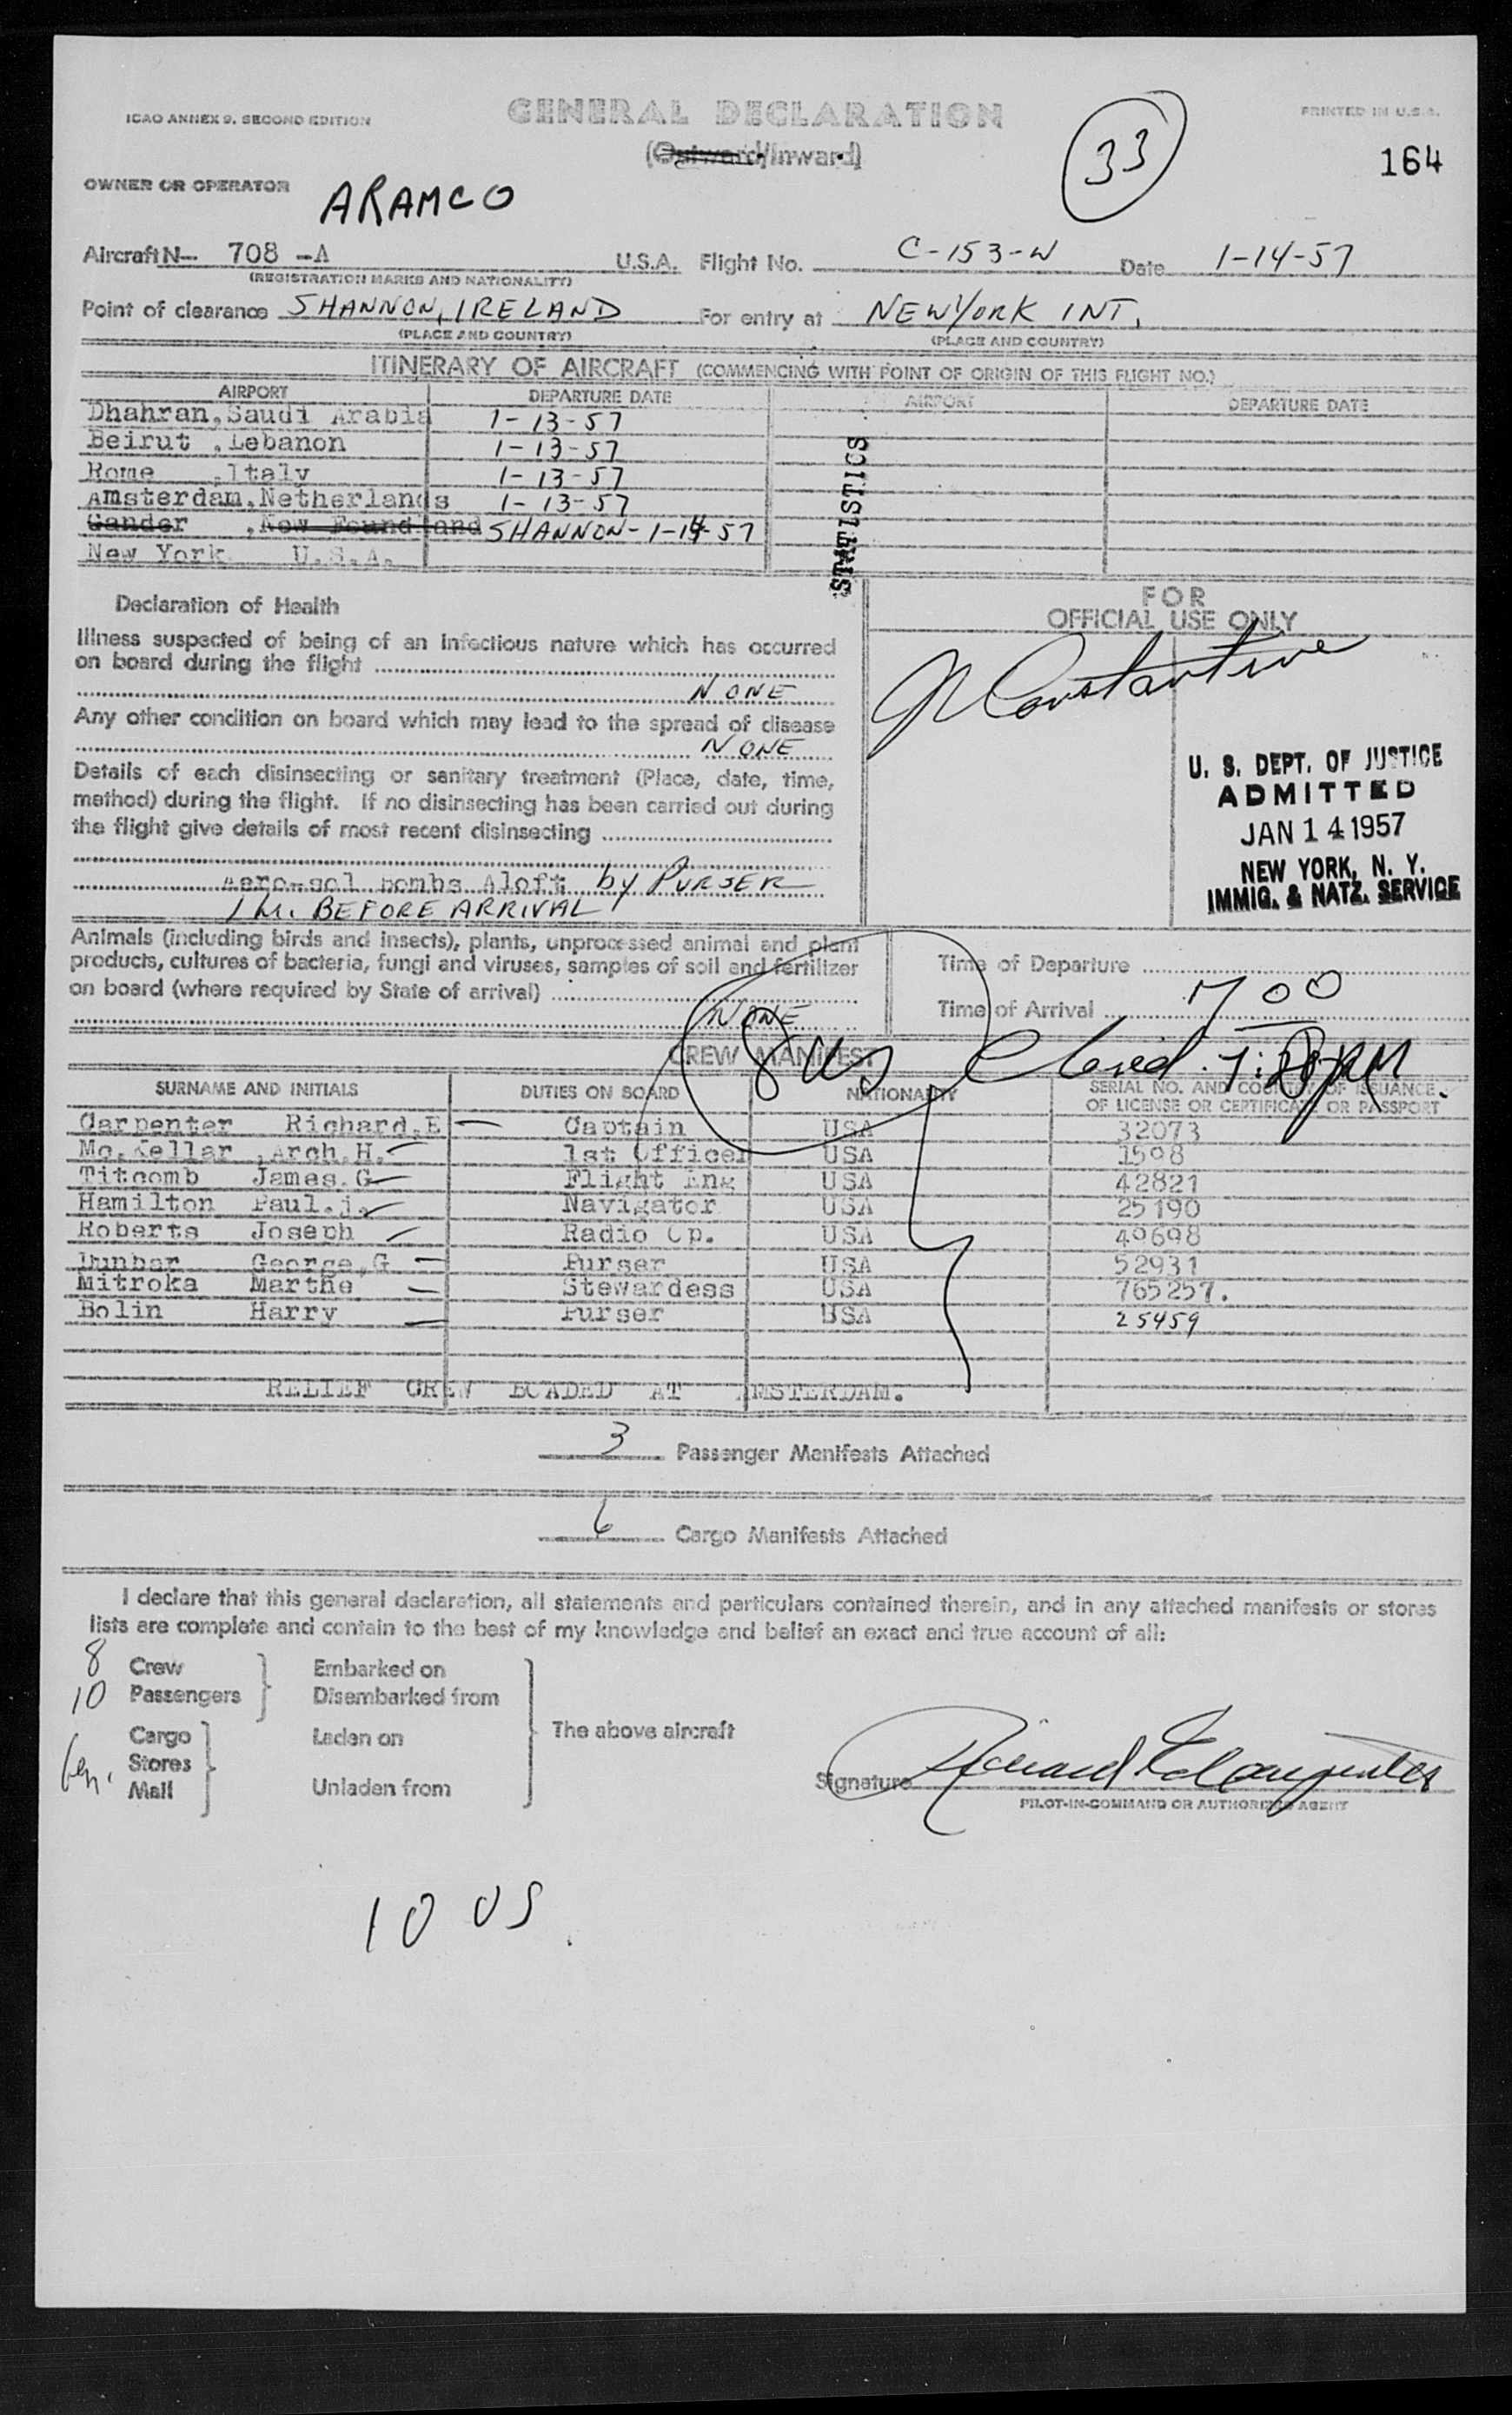 ICAO ANNEX 9, SECOND EDITION
GENERAL DECLARATION
PRINTED IN U.S.A.
(Outward/Inward)
33
164
OWNER OR OPERATOR ARAMCO
Aircraft N- 708 -A U.S.A. Flight No. C-153-W Date 1-14-57
(REGISTRATION MARKS AND NATIONALITY)
Point of clearance SHANNON, IRELAND For entry at NEW YORK INT.
(PLACE AND COUNTRY) (PLACE AND COUNTRY)
ITINERARY OF AIRCRAFT (COMMENCING WITH POINT OF ORIGIN OF THIS FLIGHT NO.)
AIRPORT DEPARTURE DATE AIRPORT DEPARTURE DATE
Dhahran, Saudi Arabia 1-13-57
Beirut , Lebanon 1-13-57
Rome , Italy 1-13-57
Amsterdam, Netherlands 1-13-57
Gander , New Foundland SHANNON-1-14-57
New York U.S.A.
STATISTICS
Declaration of Health
FOR
OFFICIAL USE ONLY
Illness suspected of being of an infectious nature which has occurred
on board during the flight
NONE
Constantine
Any other condition on board which may lead to the spread of disease
NONE
Details of each disinsecting or sanitary treatment (Place, date, time,
method) during the flight. If no disinsecting has been carried out during
the flight give details of most recent disinsecting
Aero-sol Bombs Aloft by PURSER
1 hr. BEFORE ARRIVAL
U. S. DEPT. OF JUSTICE
ADMITTED
JAN 14 1957
NEW YORK, N. Y.
IMMIG. & NATZ. SERVICE
Animals (including birds and insects), plants, unprocessed animal and plant
products, cultures of bacteria, fungi and viruses, samples of soil and fertilizer
on board (where required by State of arrival)
NONE
Time of Departure
Time of Arrival 1700
CREW MANIFEST
8 US
SURNAME AND INITIALS DUTIES ON BOARD NATIONALITY SERIAL NO. AND COUNTRY OF ISSUANCE
OF LICENSE OR CERTIFICATE OR PASSPORT
Carpenter Richard.E Captain USA 32073
Mc.Kellar ,Arch.H. 1st Officer USA 1598
Titcomb James.G Flight Eng USA 42821
Hamilton Paul.j. Navigator USA 25190
Roberts Joseph Radio Op. USA 49698
Dunbar George,G Purser USA 52931
Mitroka Marthe Stewardess USA 765257.
Bolin Harry Purser USA 25459
RELIEF CREW BOADED AT AMSTERDAM.
3 Passenger Manifests Attached
6 Cargo Manifests Attached
I declare that this general declaration, all statements and particulars contained therein, and in any attached manifests or stores
lists are complete and contain to the best of my knowledge and belief an exact and true account of all:
8 Crew Embarked on
10 Passengers Disembarked from
Cargo Laden on The above aircraft
Stores
Mail Unladen from
Signature Richard E Carpenter
PILOT-IN-COMMAND OR AUTHORIZED AGENT
10 US